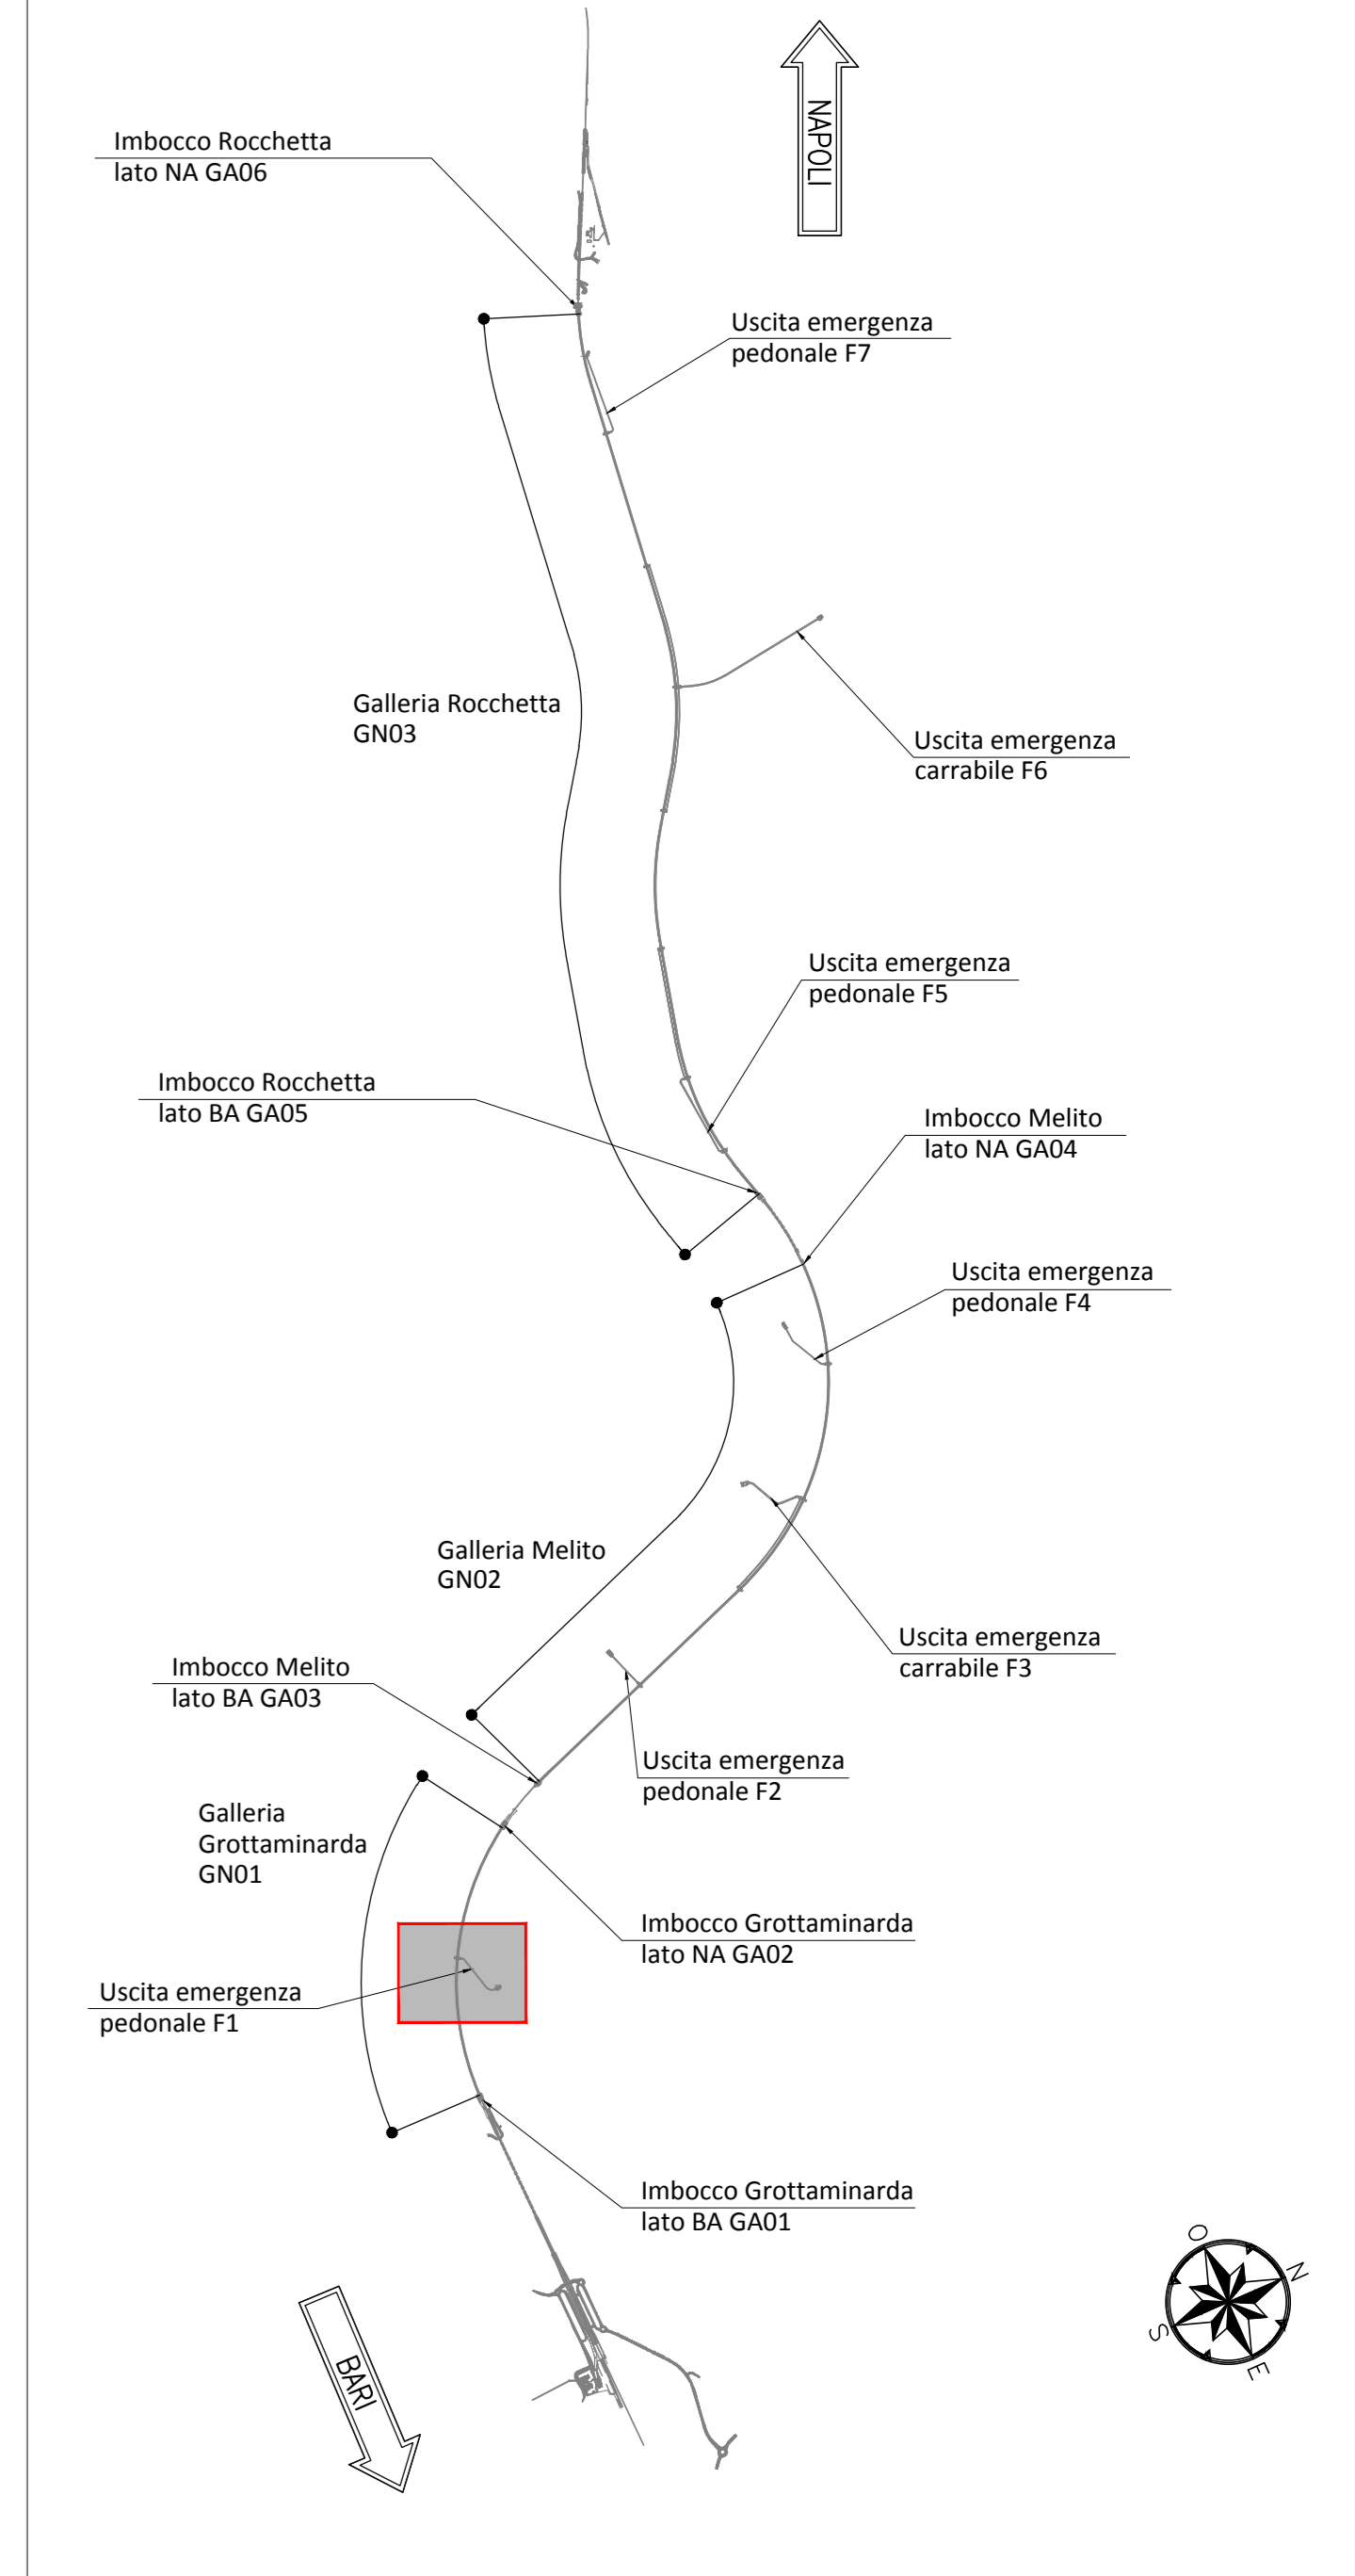 NAPOLI
Imbocco Rocchetta
lato NA GA06
Uscita emergenza
pedonale F7
Galleria Rocchetta
GN03
Uscita emergenza
carrabile F6
Uscita emergenza
pedonale F5
Imbocco Rocchetta
lato BA GA05
Imbocco Melito
lato NA GA04
Uscita emergenza
pedonale F4
Galleria Melito
GN02
Uscita emergenza
carrabile F3
Imbocco Melito
lato BA GA03
Uscita emergenza
pedonale F2
Galleria
Grottaminarda
GN01
Imbocco Grottaminarda
lato NA GA02
Uscita emergenza
pedonale F1
Imbocco Grottaminarda
lato BA GA01
O
N
S
E
BARI